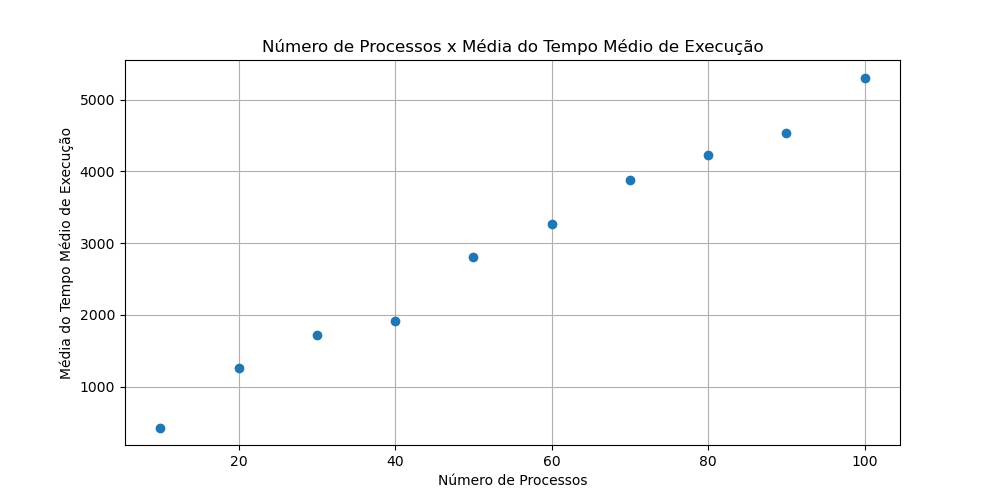 Número de Processos x Média do Tempo Médio de Execução
Média do Tempo Médio de Execução
5000
4000
3000
2000
1000
20 40 60 80 100
Número de Processos